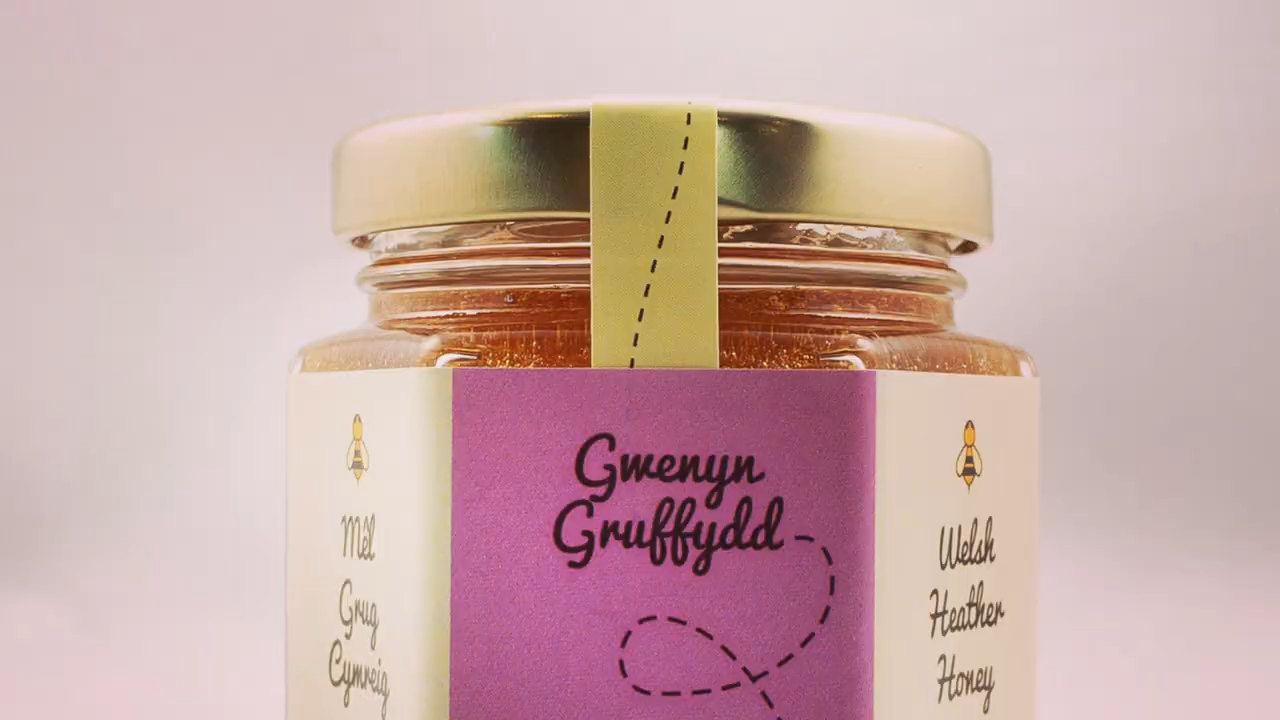 Gwenyn
Gruffydd
Mêl
Grug
Cymreig
Welsh
Heather
Honey